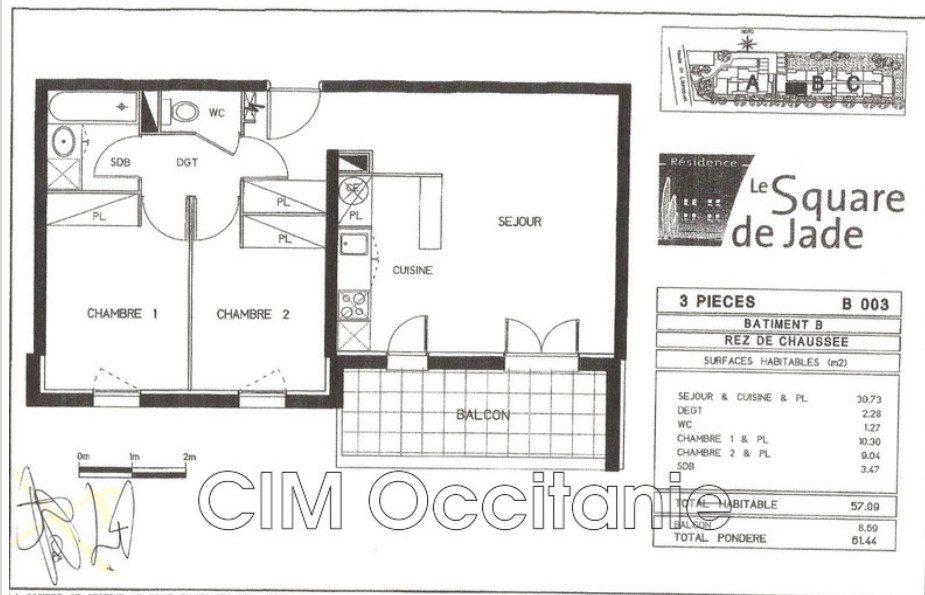 NORD
A B C
Résidence
Le Square
de Jade
WC
SDB
DGT
PL
PL
PL
CE
PL
SEJOUR
CUISINE
CHAMBRE 1
CHAMBRE 2
BALCON
0m 1m 2m
3 PIECES B 003
BATIMENT B
REZ DE CHAUSSEE
SURFACES HABITABLES (m2)
SEJOUR & CUISINE & PL 30.73
DEGT 2.28
WC 1.27
CHAMBRE 1 & PL 10.30
CHAMBRE 2 & PL 9.04
SDB 3.47
TOTAL HABITABLE 57.09
BALCON 8.69
TOTAL PONDERE 61.44
CIM Occitanie